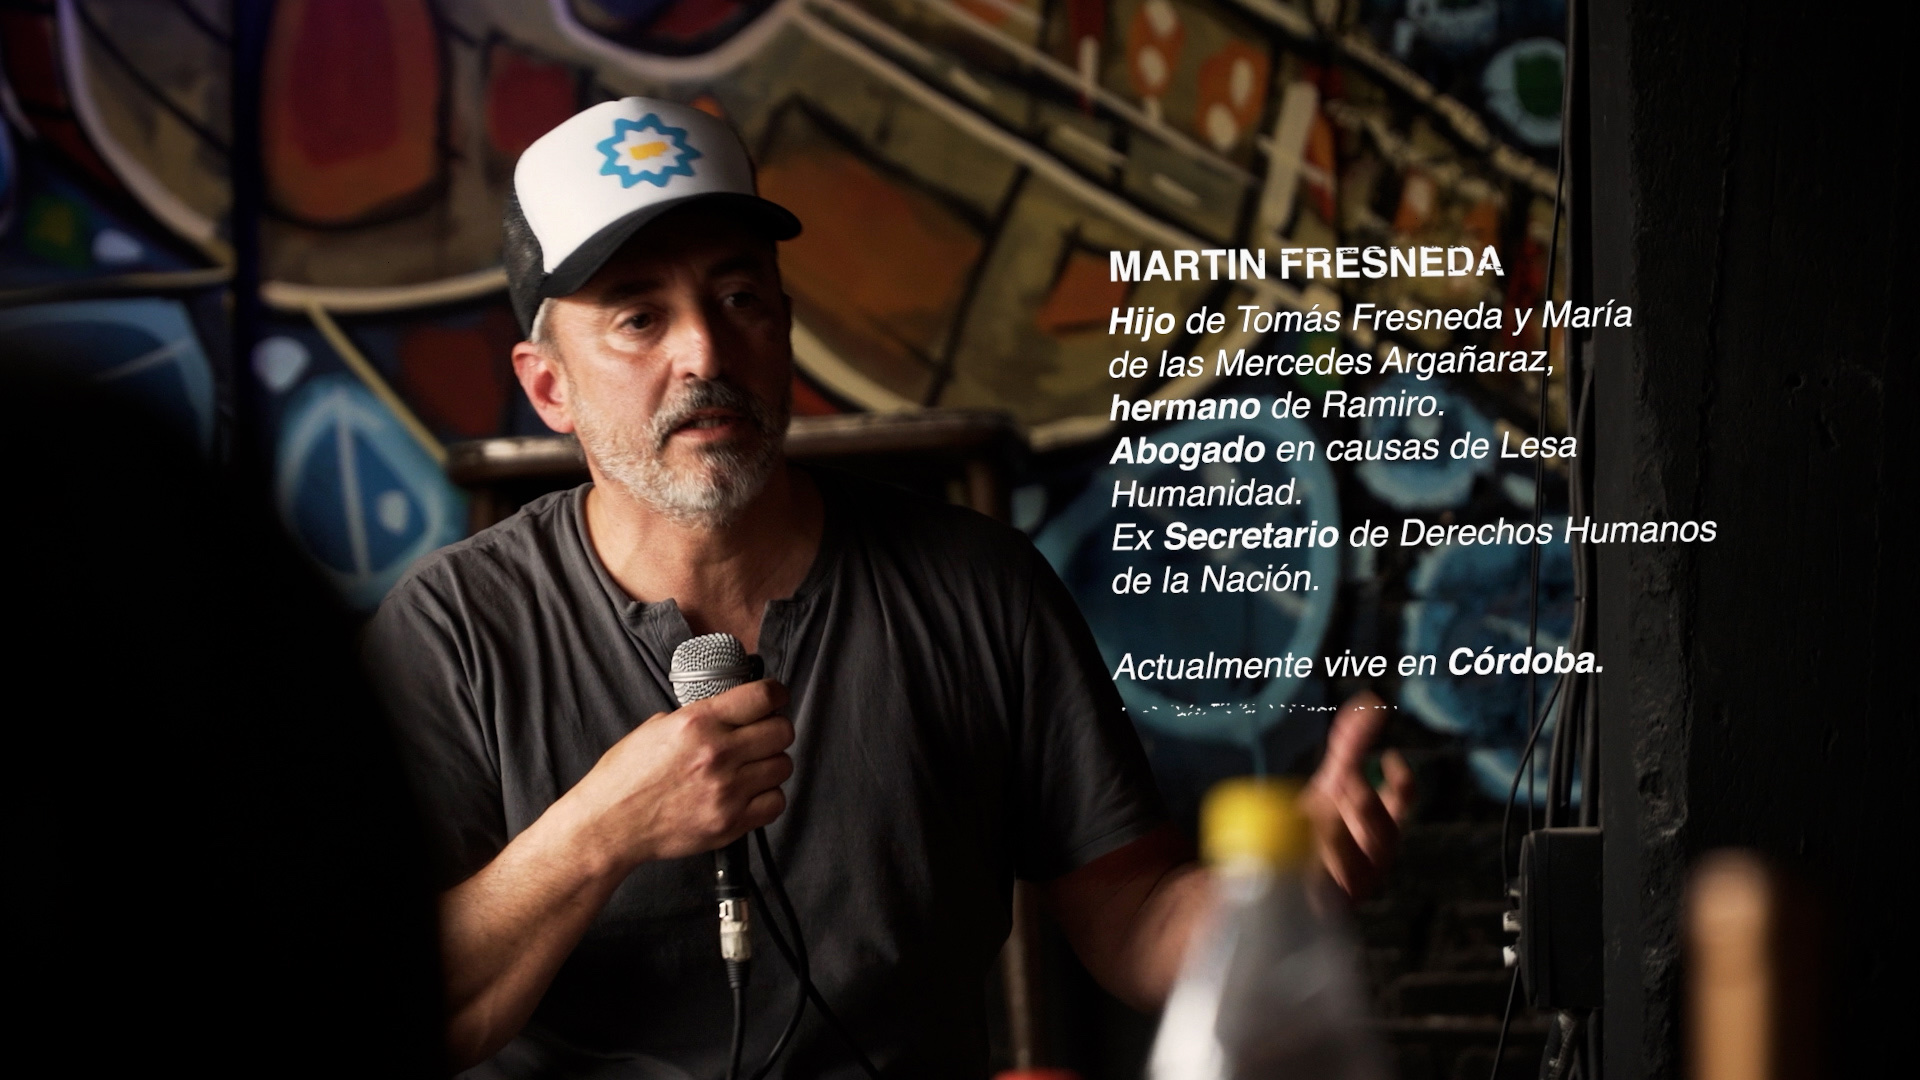 MARTIN FRESNEDA
Hijo de Tomás Fresneda y María
de las Mercedes Argañaraz,
hermano de Ramiro.
Abogado en causas de Lesa
Humanidad.
Ex Secretario de Derechos Humanos
de la Nación.
Actualmente vive en Córdoba.